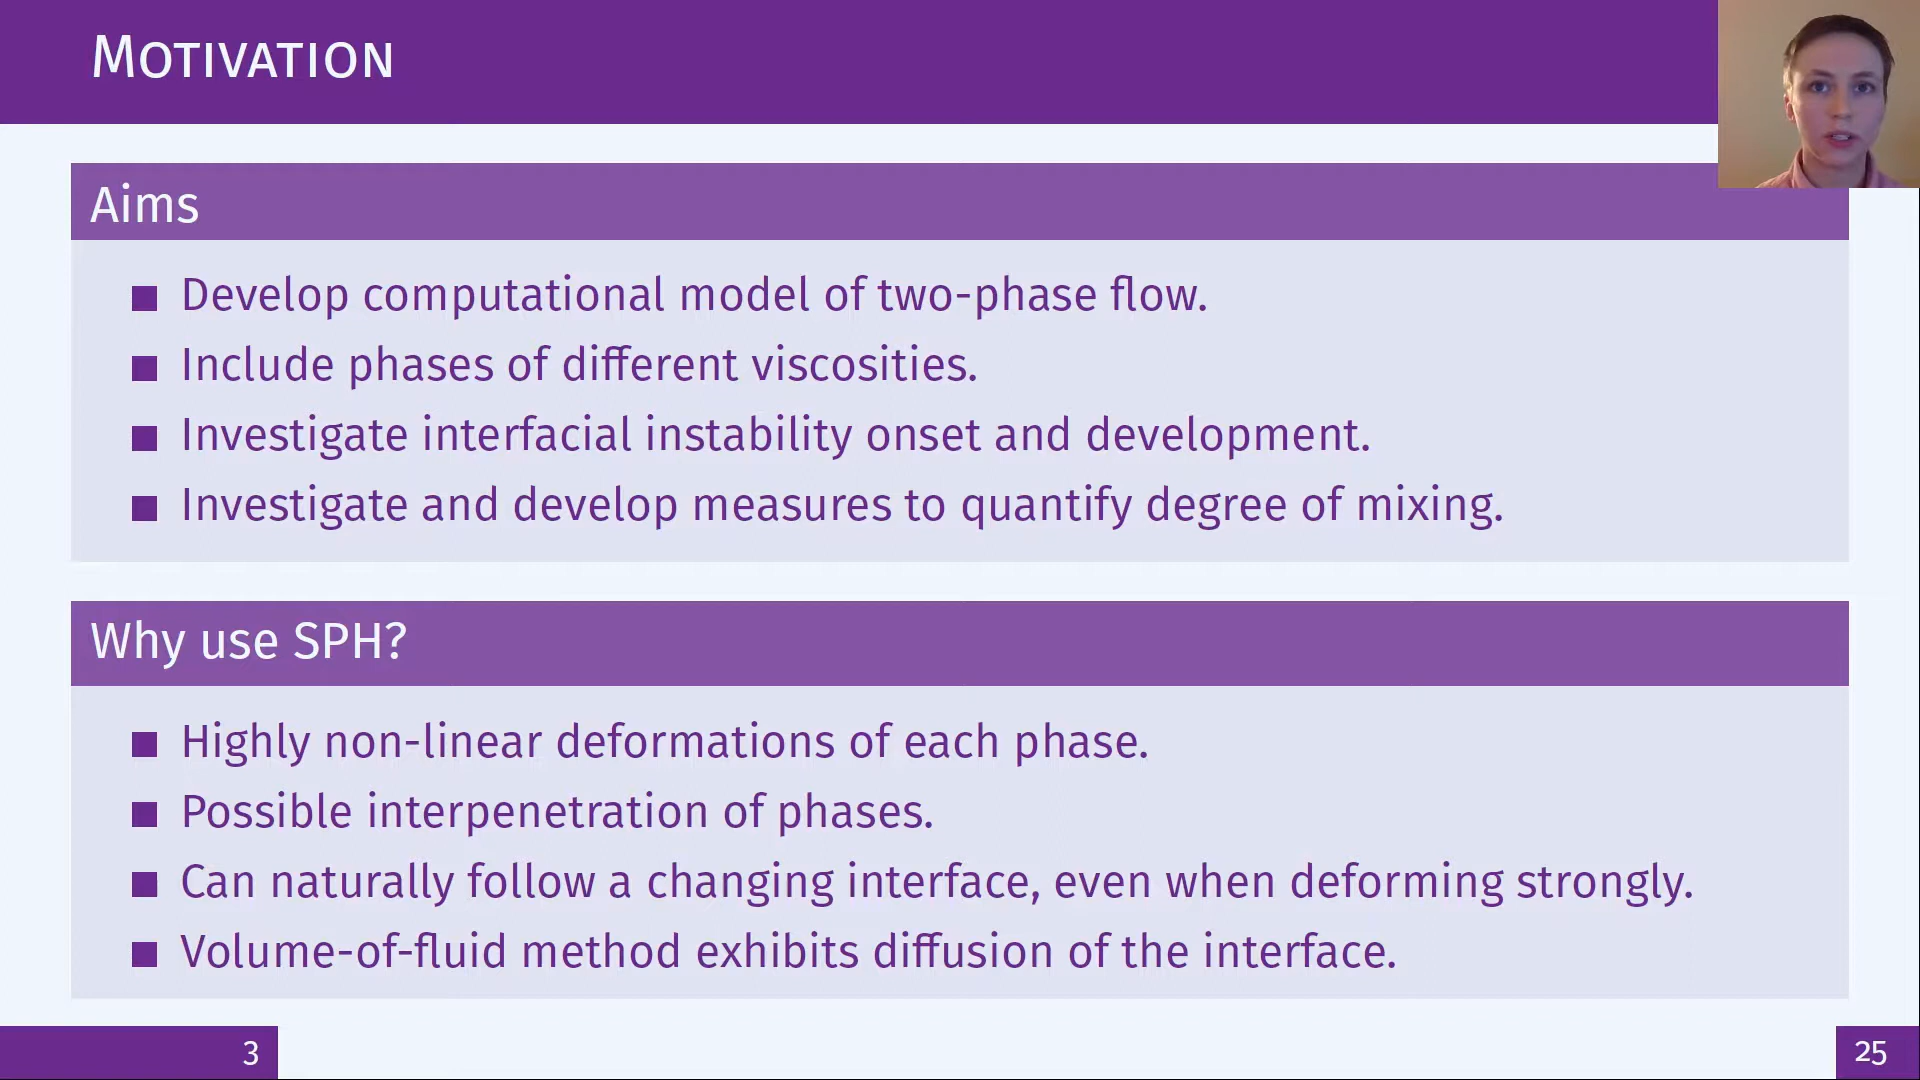 Motivation
Aims
Develop computational model of two-phase flow.
Include phases of different viscosities.
Investigate interfacial instability onset and development.
Investigate and develop measures to quantify degree of mixing.
Why use SPH?
Highly non-linear deformations of each phase.
Possible interpenetration of phases.
Can naturally follow a changing interface, even when deforming strongly.
Volume-of-fluid method exhibits diffusion of the interface.
3
25